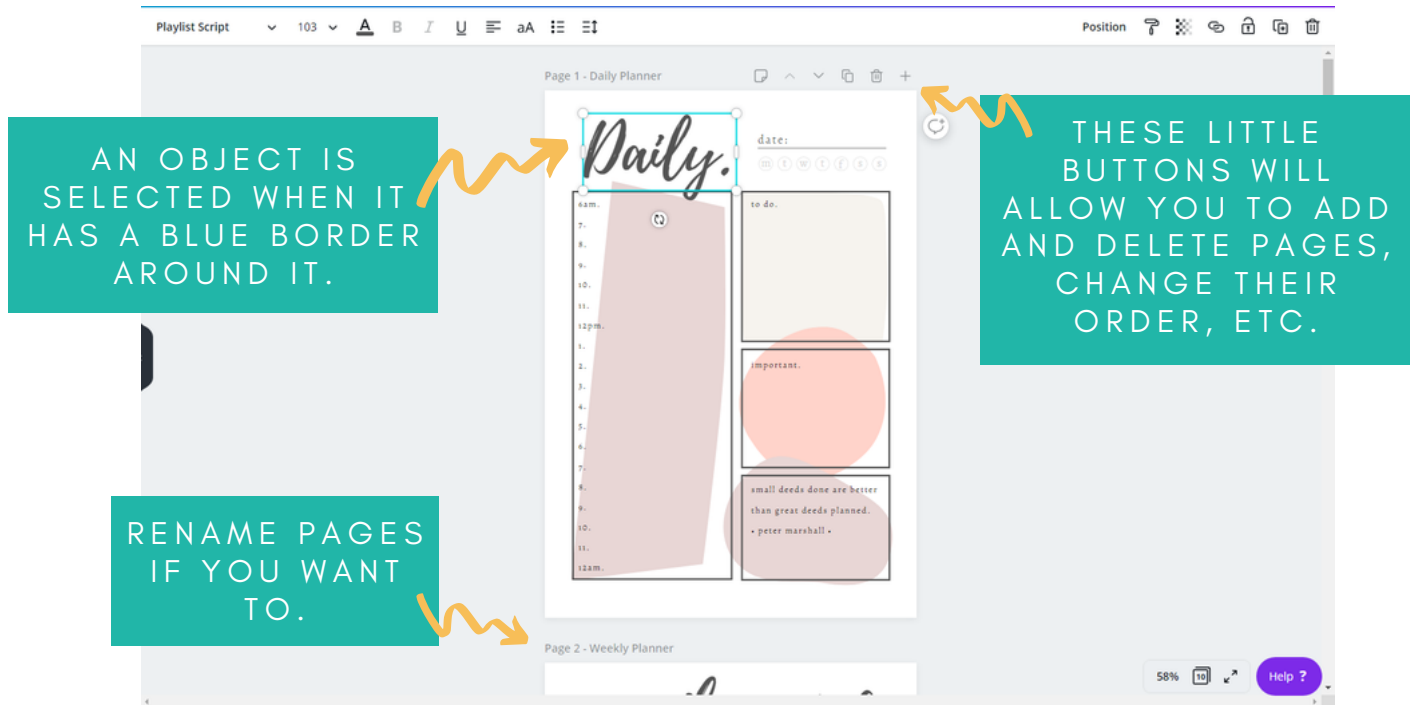 Playlist Script 103 A B I U aA
Position
Page 1 - Daily Planner
AN OBJECT IS
SELECTED WHEN IT
HAS A BLUE BORDER
AROUND IT.
THESE LITTLE
BUTTONS WILL
ALLOW YOU TO ADD
AND DELETE PAGES,
CHANGE THEIR
ORDER, ETC.
Daily.
date:
m t w t f s s
6am.
7.
8.
9.
10.
11.
12pm.
1.
2.
3.
4.
5.
6.
7.
8.
9.
10.
11.
12am.
to do.
important.
small deeds done are better
than great deeds planned.
• peter marshall •
RENAME PAGES
IF YOU WANT
TO.
Page 2 - Weekly Planner
58% 10 Help ?